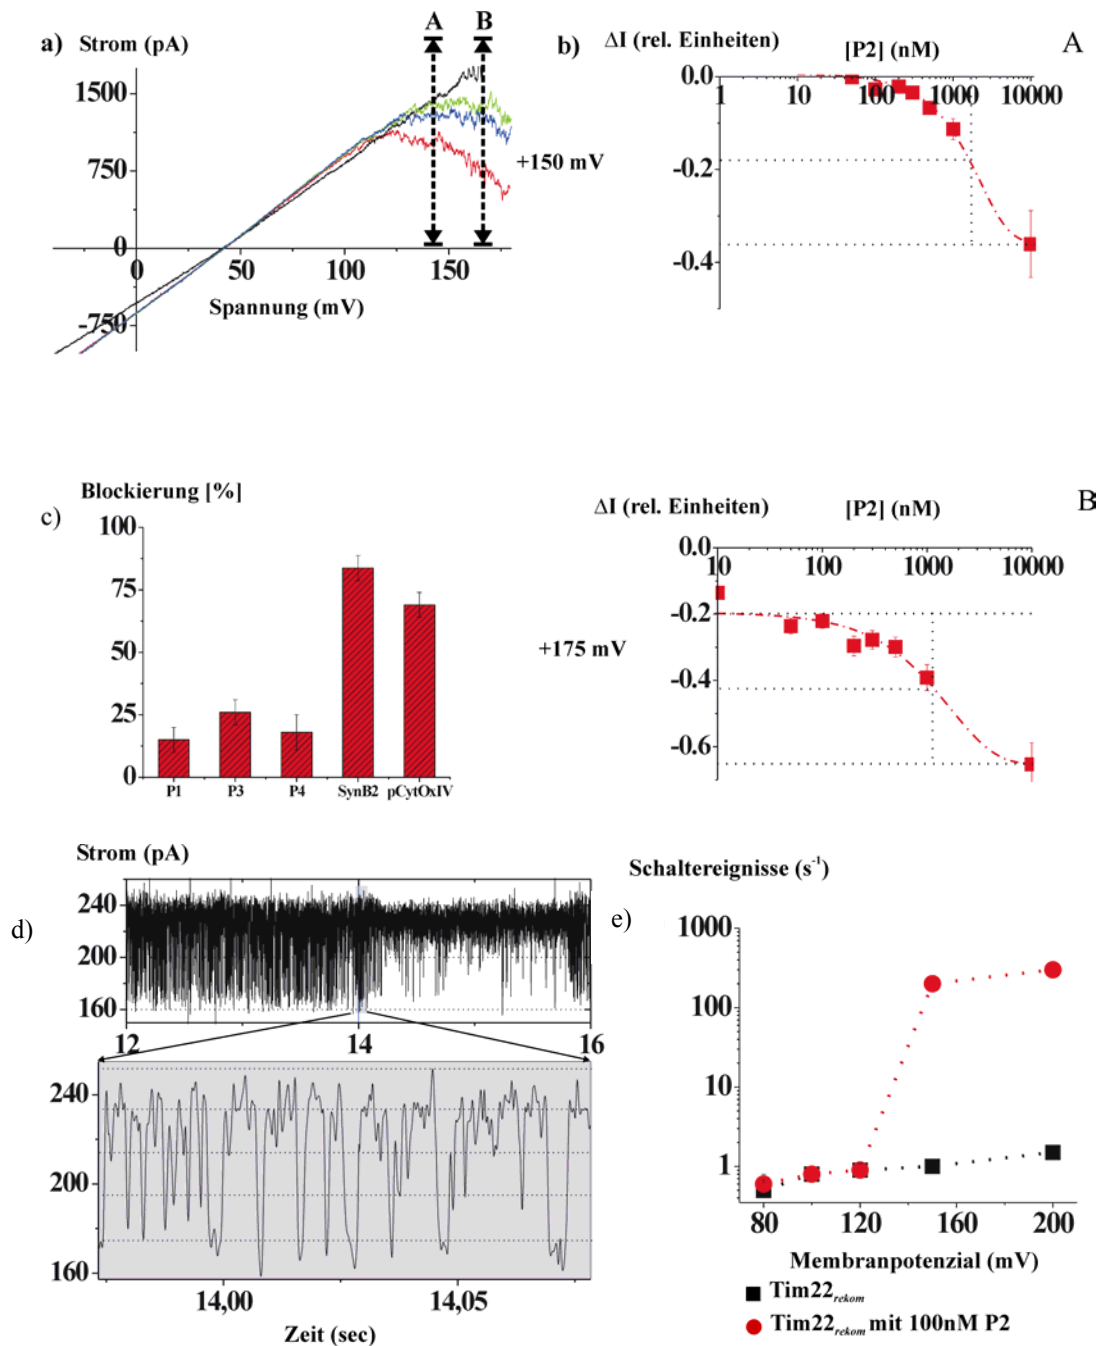 a)
Strom (pA)
A
B
1500
750
0
-750
0
50
100
150
Spannung (mV)
b)
ΔI (rel. Einheiten)
[P2] (nM)
A
+150 mV
0.0
-0.2
-0.4
1
10
100
1000
10000
c)
Blockierung [%]
100
75
50
25
0
P1
P3
P4
SynB2
pCytOxIV
ΔI (rel. Einheiten)
[P2] (nM)
B
+175 mV
0.0
-0.2
-0.4
-0.6
10
100
1000
10000
d)
Strom (pA)
240
200
160
12
14
16
240
200
160
14,00
14,05
Zeit (sec)
e)
Schaltereignisse (s⁻¹)
1000
100
10
1
80
120
160
200
Membranpotenzial (mV)
Tim22rekom
Tim22rekom mit 100nM P2